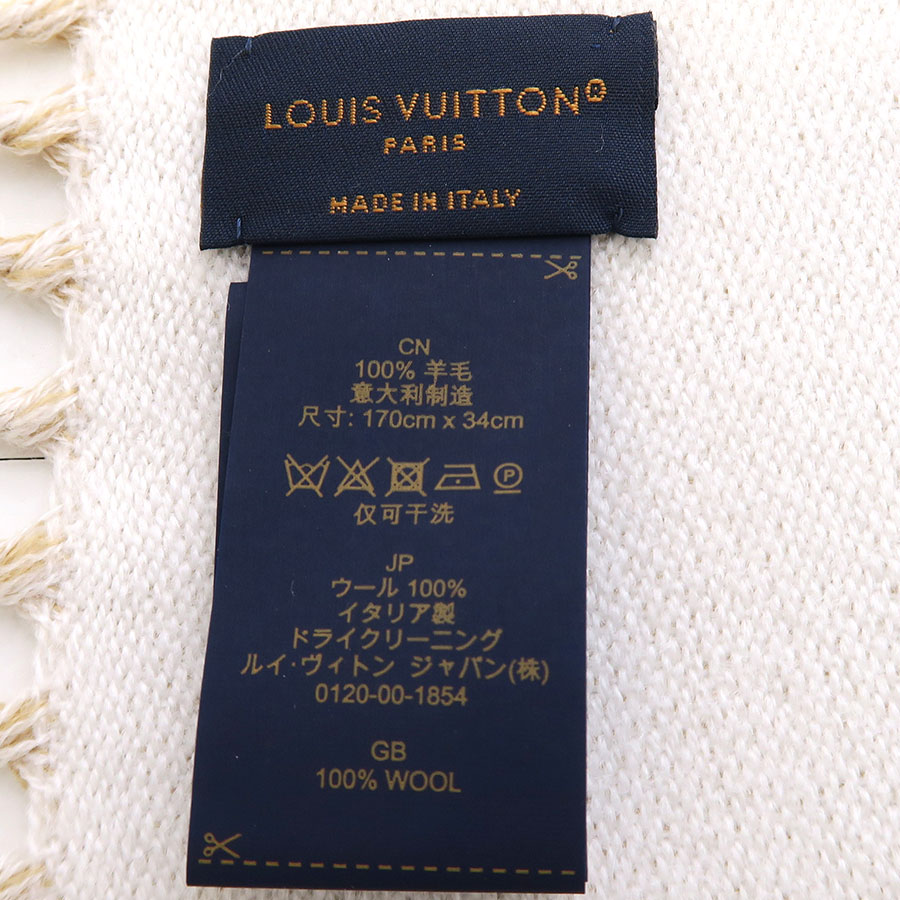 LOUIS VUITTON®
PARIS
MADE IN ITALY
CN
100% 羊毛
意大利制造
尺寸: 170cm x 34cm
P
仅可干洗
JP
ウール 100%
イタリア製
ドライクリーニング
ルイ・ヴィトン ジャパン(株)
0120-00-1854
GB
100% WOOL